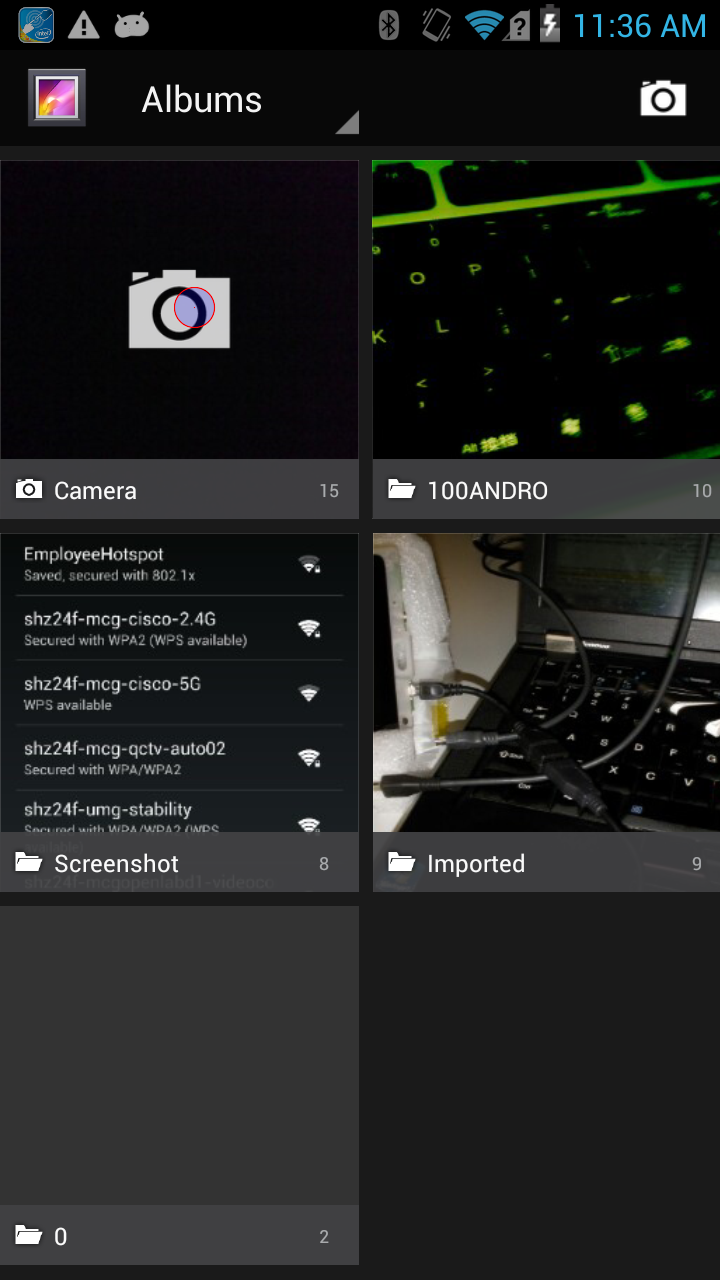 11:36 AM
Albums
O P
K L
< >
Alt
Camera 15
100ANDRO 10
EmployeeHotspot
Saved, secured with 802.1x
shz24f-mcg-cisco-2.4G
Secured with WPA2 (WPS available)
shz24f-mcg-cisco-5G
WPS available
shz24f-mcg-qctv-auto02
Secured with WPA/WPA2
shz24f-umg-stability
Secured with WPA/WPA2 (WPS
W R
A S D F G
X C V
Ctrl
Screenshot 8
Imported 9
0 2